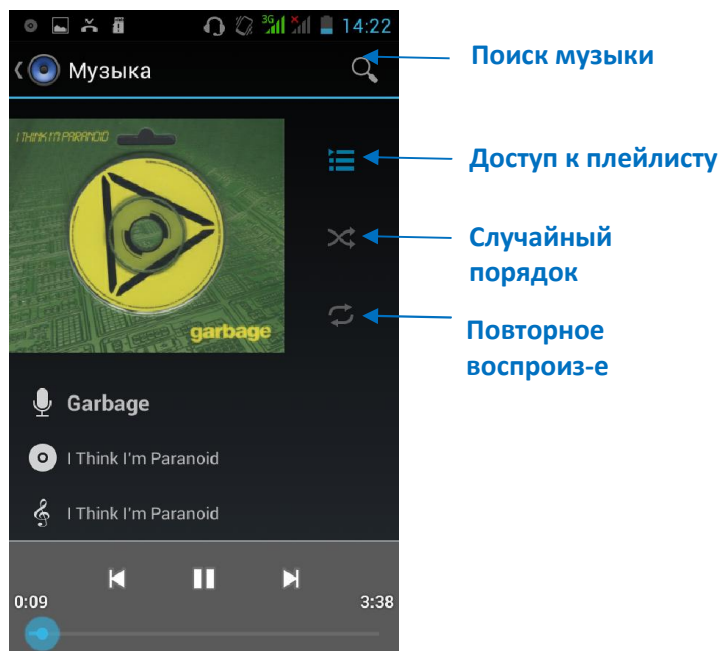 3G 14:22
Музыка
Поиск музыки
I THINK I'M PARANOID
Доступ к плейлисту
Случайный
порядок
garbage
Повторное
воспроиз-е
Garbage
I Think I'm Paranoid
I Think I'm Paranoid
0:09 3:38